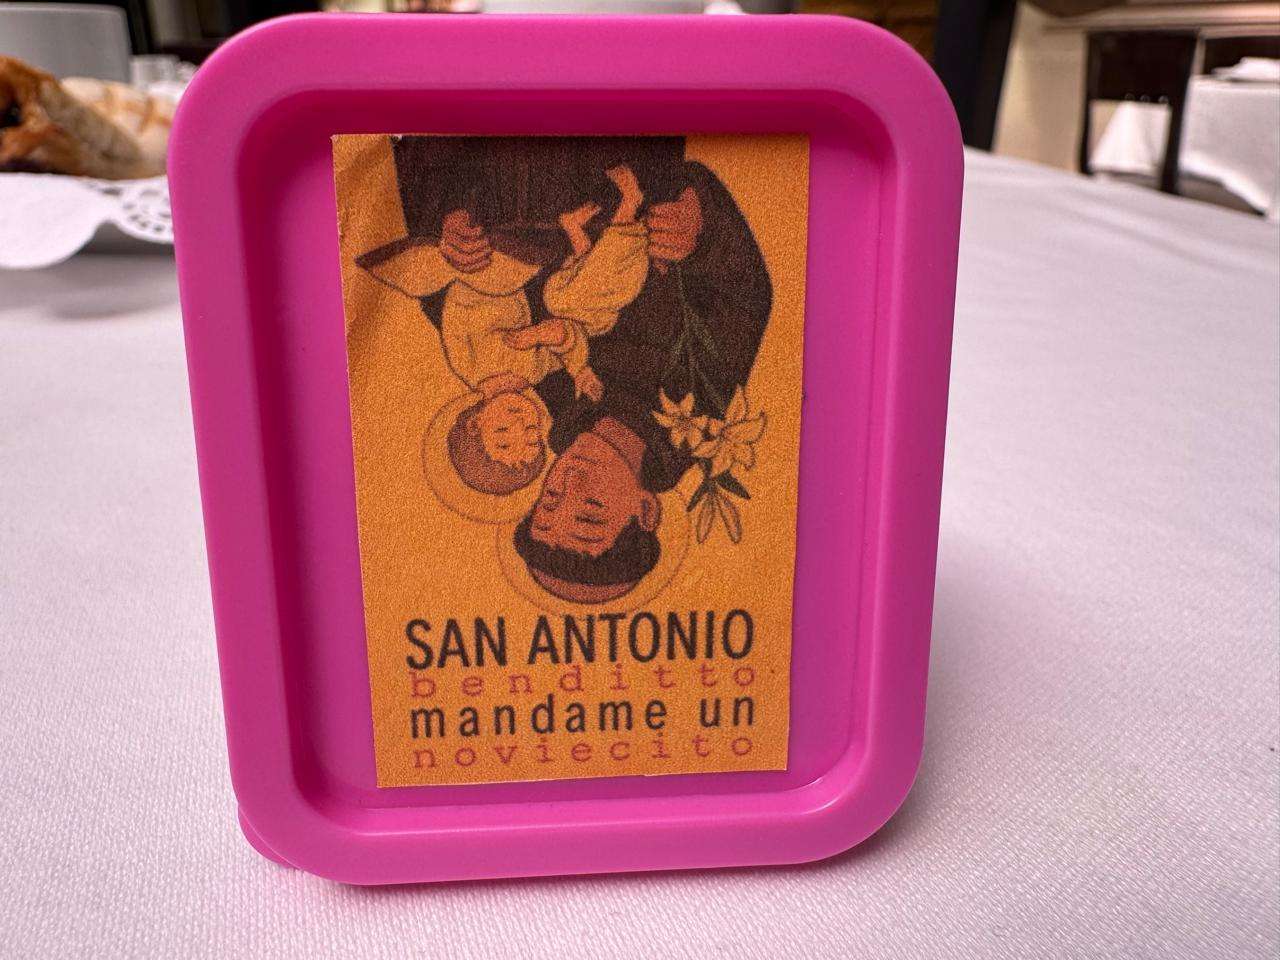 SAN ANTONIO
benditto
mandame un
noviecito